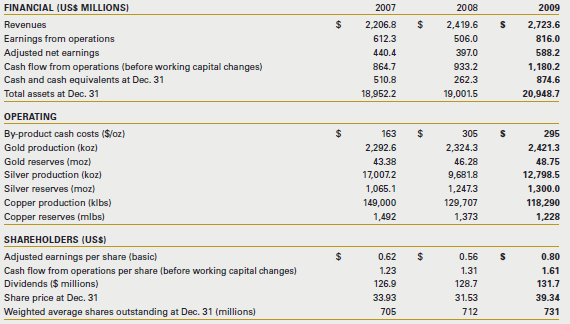 FINANCIAL (US$ MILLIONS) 2007 2008 2009
Revenues $ 2,206.8 $ 2,419.6 $ 2,723.6
Earnings from operations 612.3 506.0 816.0
Adjusted net earnings 440.4 397.0 588.2
Cash flow from operations (before working capital changes) 864.7 933.2 1,180.2
Cash and cash equivalents at Dec. 31 510.8 262.3 874.6
Total assets at Dec. 31 18,952.2 19,001.5 20,948.7
OPERATING
By-product cash costs ($/oz) $ 163 $ 305 $ 295
Gold production (koz) 2,292.6 2,324.3 2,421.3
Gold reserves (moz) 43.38 46.28 48.75
Silver production (koz) 17,007.2 9,681.8 12,798.5
Silver reserves (moz) 1,065.1 1,247.3 1,300.0
Copper production (klbs) 149,000 129,707 118,290
Copper reserves (mlbs) 1,492 1,373 1,228
SHAREHOLDERS (US$)
Adjusted earnings per share (basic) $ 0.62 $ 0.56 $ 0.80
Cash flow from operations per share (before working capital changes) 1.23 1.31 1.61
Dividends ($ millions) 126.9 128.7 131.7
Share price at Dec. 31 33.93 31.53 39.34
Weighted average shares outstanding at Dec. 31 (millions) 705 712 731